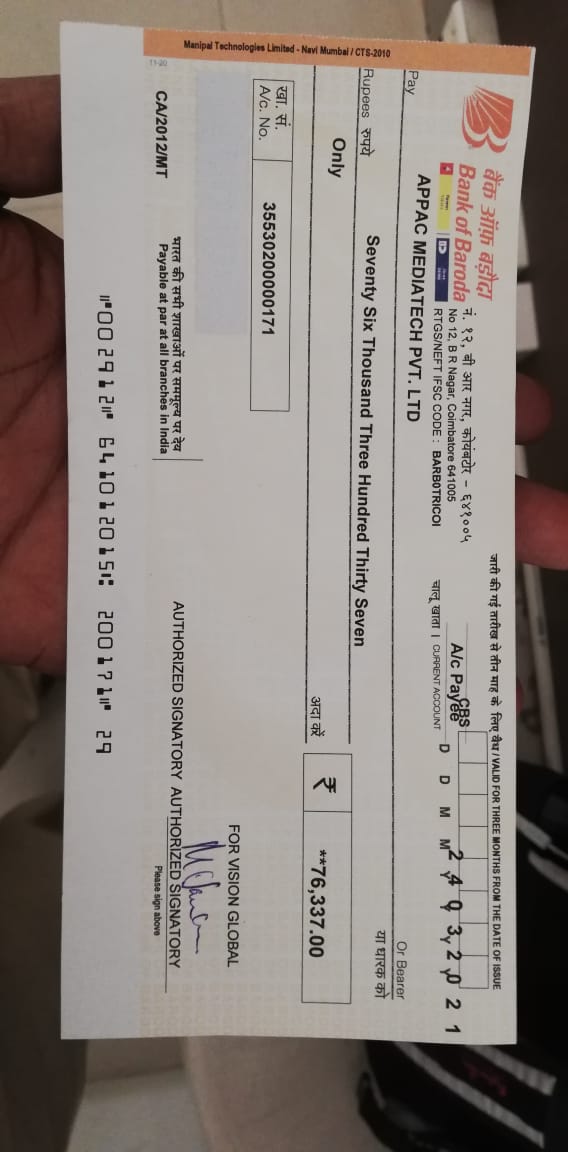 Manipal Technologies Limited - Navi Mumbai / CTS-2010
11-20
जारी की गई तारीख से तीन माह के लिए वैध / VALID FOR THREE MONTHS FROM THE DATE OF ISSUE
बैंक ऑफ़ बड़ौदा
Bank of Baroda
नं. १२, बी आर नगर, कोयंबटोर - ६४१००५
No 12, B R Nagar, Coimbatore 641005
RTGS/NEFT IFSC CODE : BARB0TRICOI
चालू खाता । CURRENT ACCOUNT
CBS
A/c Payee
D D M M Y Y Y Y
2 4 0 3 2 0 2 1
Pay
APPAC MEDIATECH PVT. LTD
Or Bearer
या धारक को
Rupees रुपये
Seventy Six Thousand Three Hundred Thirty Seven
Only
अदा करें
₹
**76,337.00
खा. सं.
A/c. No.
35530200000171
FOR VISION GLOBAL
CA/2012/MT
भारत की सभी शाखाओं पर सममूल्य पर देय
Payable at par at all branches in India
AUTHORIZED SIGNATORY AUTHORIZED SIGNATORY
Please sign above
⑈002912⑈ 641012015⑆ 200171⑈ 29